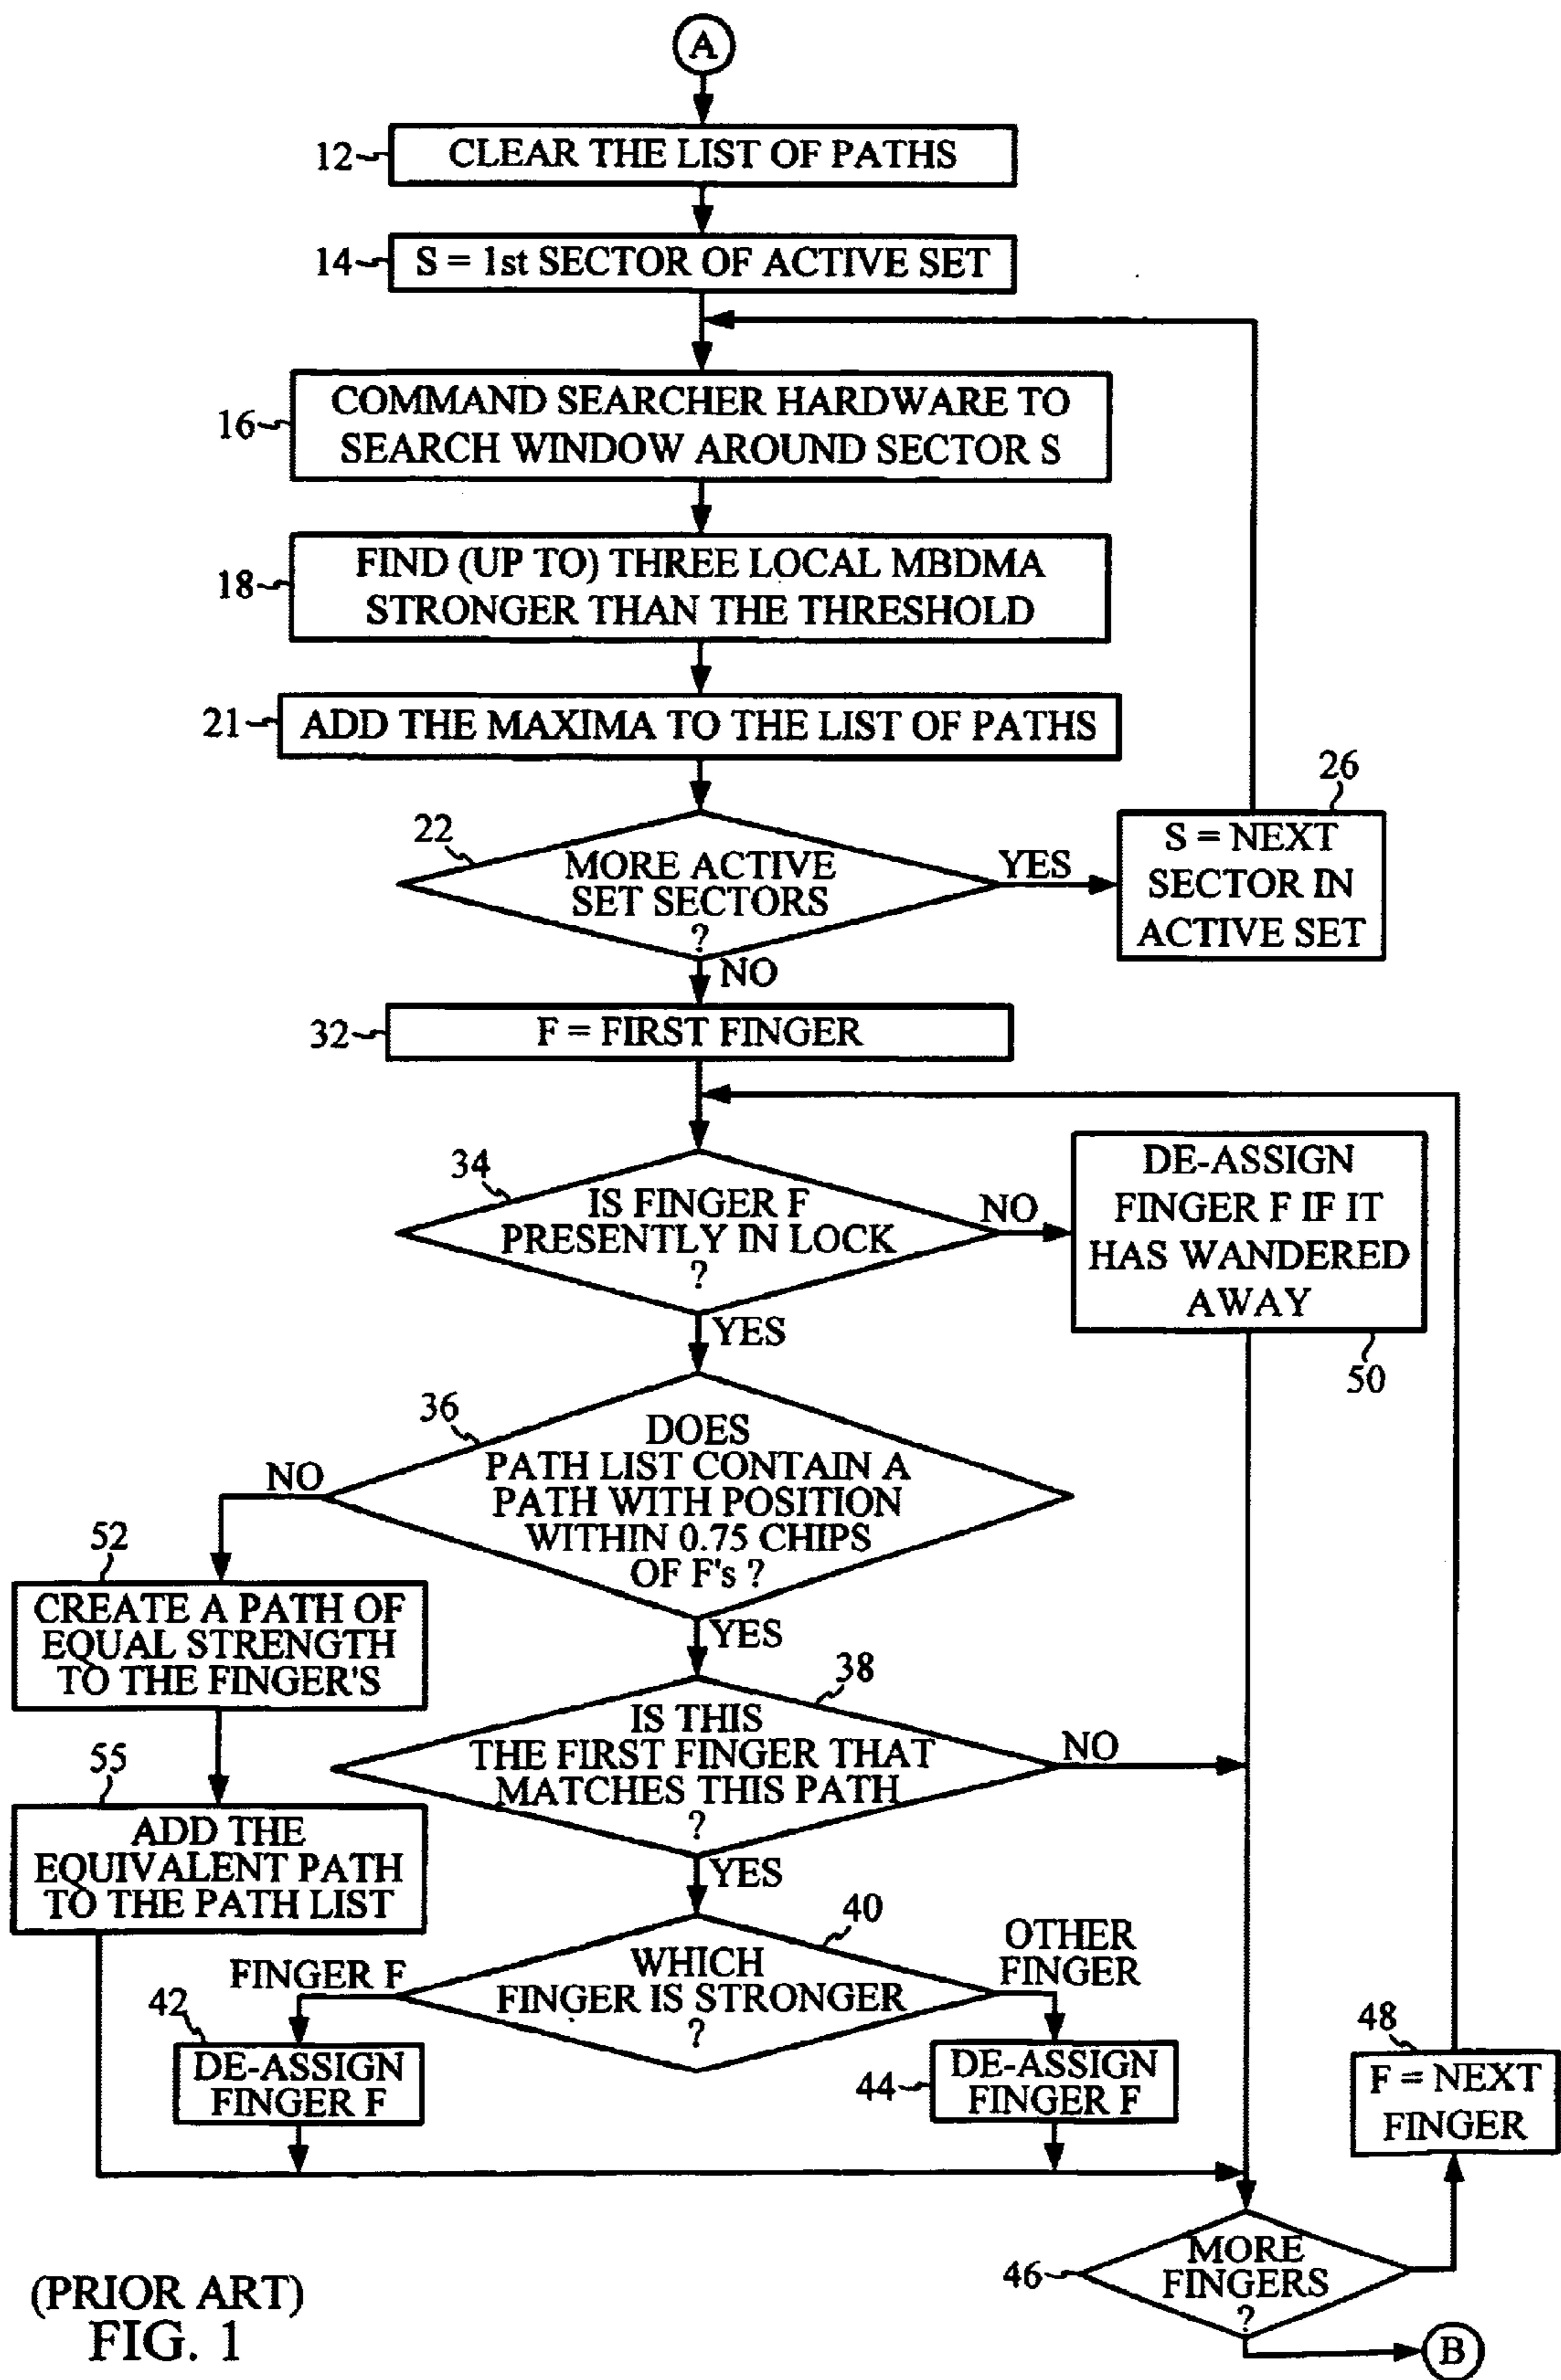 A
12
CLEAR THE LIST OF PATHS
14
S = 1st SECTOR OF ACTIVE SET
16
COMMAND SEARCHER HARDWARE TO
SEARCH WINDOW AROUND SECTOR S
18
FIND (UP TO) THREE LOCAL MBDMA
STRONGER THAN THE THRESHOLD
21
ADD THE MAXIMA TO THE LIST OF PATHS
22
MORE ACTIVE
SET SECTORS
?
YES
26
S = NEXT
SECTOR IN
ACTIVE SET
NO
32
F = FIRST FINGER
34
IS FINGER F
PRESENTLY IN LOCK
?
NO
DE-ASSIGN
FINGER F IF IT
HAS WANDERED
AWAY
50
YES
36
DOES
PATH LIST CONTAIN A
PATH WITH POSITION
WITHIN 0.75 CHIPS
OF F's ?
NO
52
CREATE A PATH OF
EQUAL STRENGTH
TO THE FINGER'S
YES
38
IS THIS
THE FIRST FINGER THAT
MATCHES THIS PATH
?
NO
55
ADD THE
EQUIVALENT PATH
TO THE PATH LIST
YES
40
WHICH
FINGER IS STRONGER
?
FINGER F
OTHER
FINGER
42
DE-ASSIGN
FINGER F
44
DE-ASSIGN
FINGER F
48
F = NEXT
FINGER
46
MORE
FINGERS
?
B
(PRIOR ART)
FIG. 1